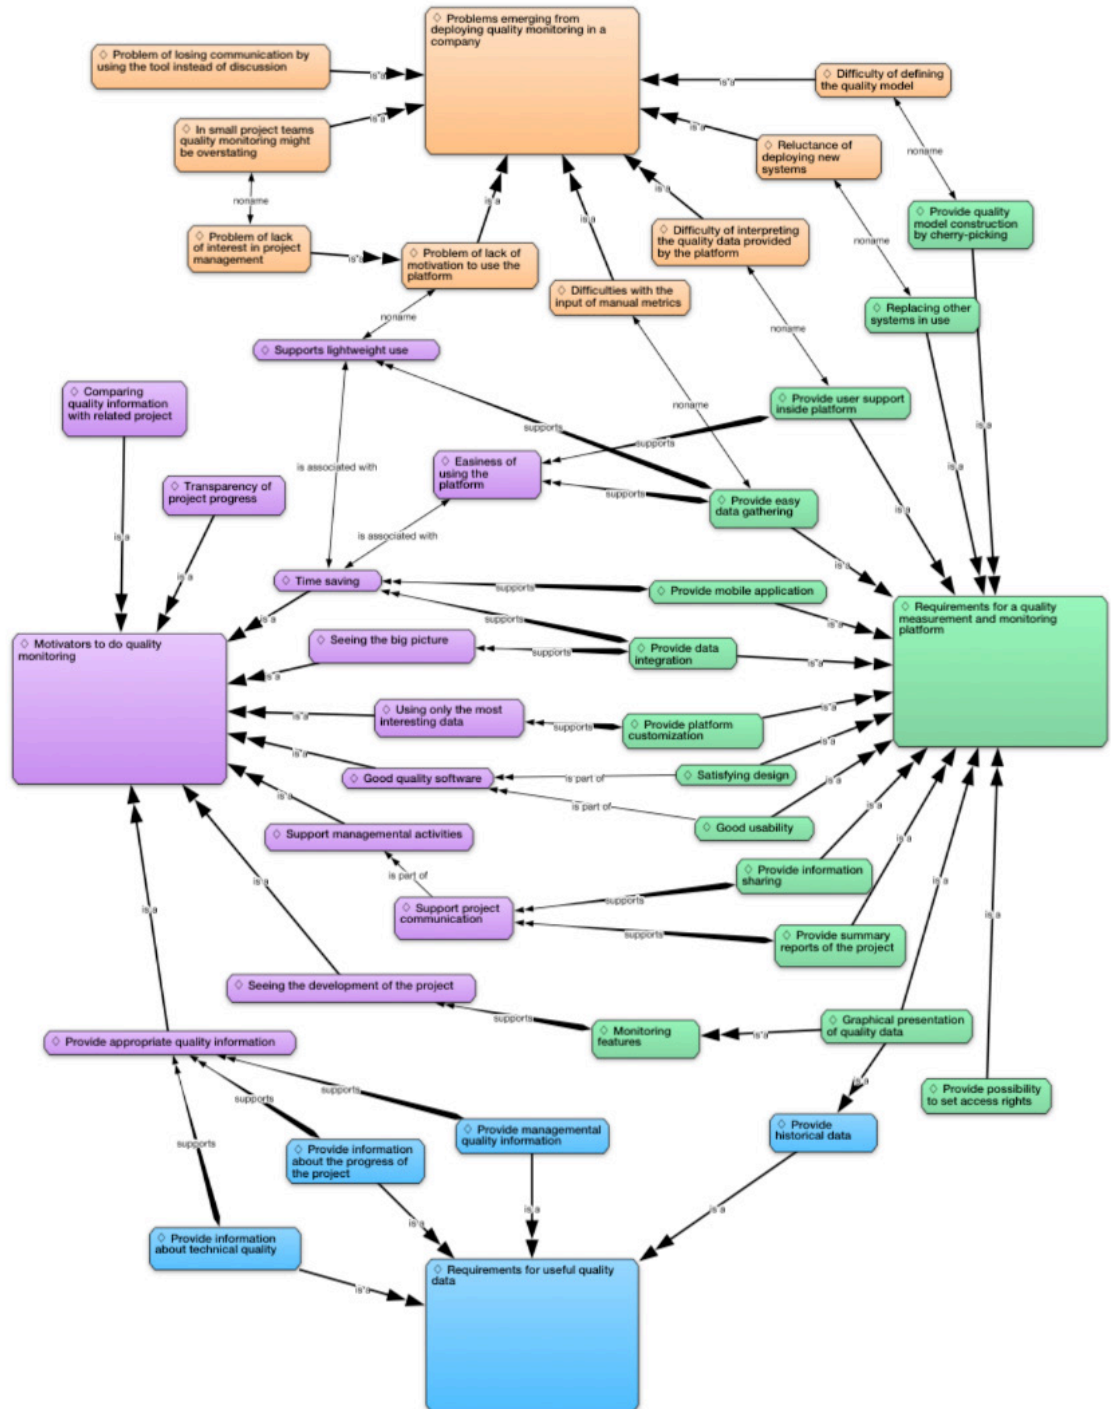 ◇ Problems emerging from
deploying quality monitoring in a
company
◇ Problem of losing communication by
using the tool instead of discussion
is a
is a
◇ Difficulty of defining
the quality model
◇ In small project teams
quality monitoring might
be overstating
is a
is a
◇ Reluctance of
deploying new
systems
noname
noname
is a
is a
is a
◇ Provide quality
model construction
by cherry-picking
◇ Problem of lack
of interest in project
management
is a
◇ Problem of lack of
motivation to use the
platform
◇ Difficulty of interpreting
the quality data provided
by the platform
noname
◇ Difficulties with the
input of manual metrics
◇ Replacing other
systems in use
noname
noname
◇ Supports lightweight use
◇ Comparing
quality information
with related project
◇ Provide user support
inside platform
noname
supports
supports
is a
◇ Easiness of
using the
platform
is associated with
is a
◇ Transparency of
project progress
supports
◇ Provide easy
data gathering
is a
is a
is associated with
is a
is a
◇ Time saving
supports
◇ Provide mobile application
◇ Requirements for a quality
measurement and monitoring
platform
is a
supports
is a
◇ Motivators to do quality
monitoring
◇ Seeing the big picture
supports
◇ Provide data
integration
is a
is a
◇ Using only the most
interesting data
is a
supports
◇ Provide platform
customization
is a
is a
◇ Good quality software
is part of
◇ Satisfying design
is a
is a
is part of
is a
◇ Good usability
◇ Support managemental activities
is a
is a
is part of
◇ Provide information
sharing
is a
is a
supports
◇ Support project
communication
is a
is a
supports
◇ Provide summary
reports of the project
◇ Seeing the development of the project
supports
◇ Monitoring
features
is a
◇ Graphical presentation
of quality data
◇ Provide appropriate quality information
is a
◇ Provide possibility
to set access rights
supports
supports
supports
◇ Provide managemental
quality information
◇ Provide
historical data
◇ Provide information
about the progress of
the project
is a
is a
is a
◇ Provide information
about technical quality
is a
◇ Requirements for useful quality
data